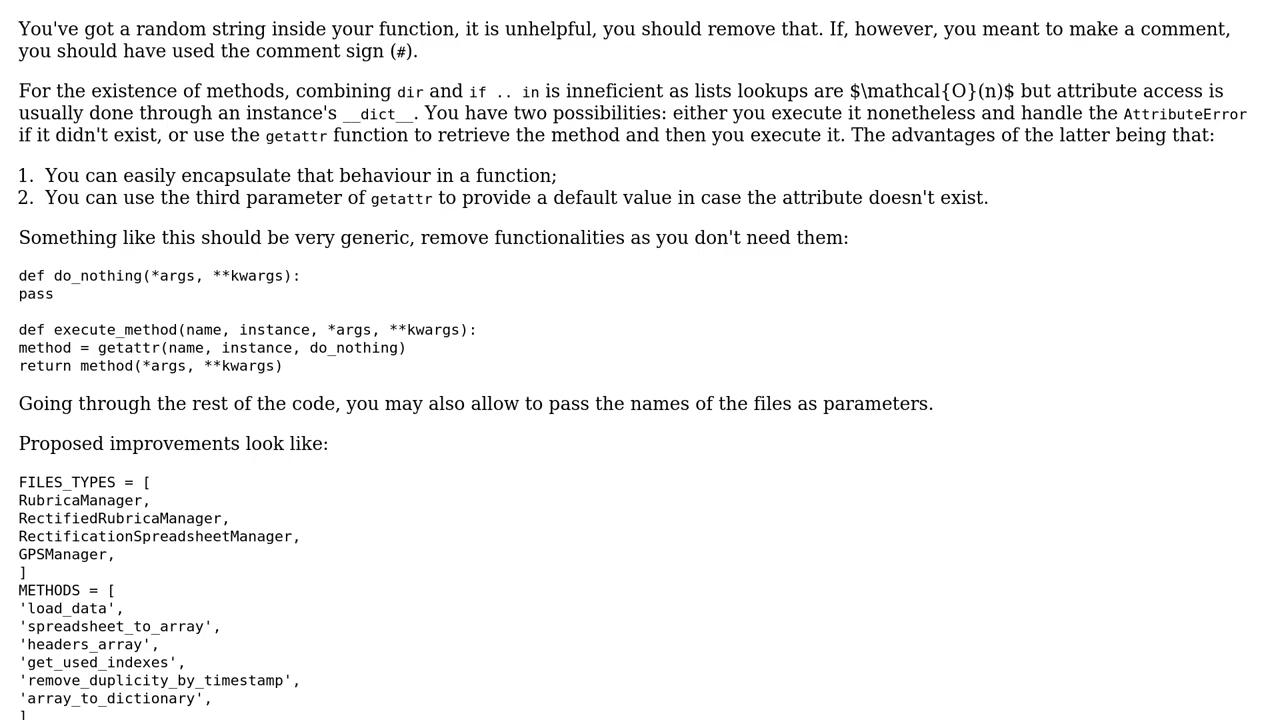 You've got a random string inside your function, it is unhelpful, you should remove that. If, however, you meant to make a comment,
you should have used the comment sign (#).
For the existence of methods, combining dir and if .. in is inneficient as lists lookups are $\mathcal{O}(n)$ but attribute access is
usually done through an instance's __dict__. You have two possibilities: either you execute it nonetheless and handle the AttributeError
if it didn't exist, or use the getattr function to retrieve the method and then you execute it. The advantages of the latter being that:
1. You can easily encapsulate that behaviour in a function;
2. You can use the third parameter of getattr to provide a default value in case the attribute doesn't exist.
Something like this should be very generic, remove functionalities as you don't need them:
def do_nothing(*args, **kwargs):
pass
def execute_method(name, instance, *args, **kwargs):
method = getattr(name, instance, do_nothing)
return method(*args, **kwargs)
Going through the rest of the code, you may also allow to pass the names of the files as parameters.
Proposed improvements look like:
FILES_TYPES = [
RubricaManager,
RectifiedRubricaManager,
RectificationSpreadsheetManager,
GPSManager,
]
METHODS = [
'load_data',
'spreadsheet_to_array',
'headers_array',
'get_used_indexes',
'remove_duplicity_by_timestamp',
'array_to_dictionary',
]